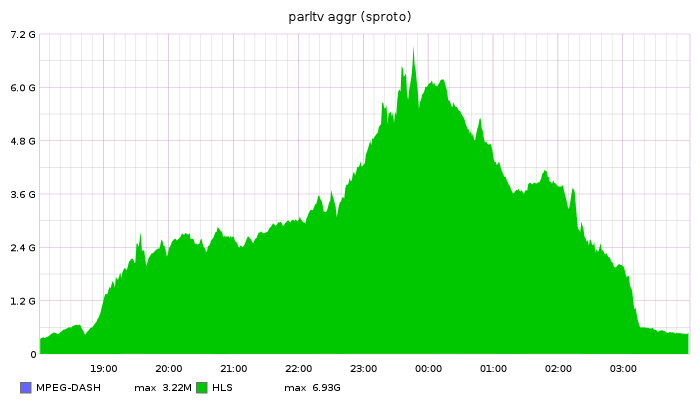 parltv aggr (sproto)
7.2 G
6.0 G
4.8 G
3.6 G
2.4 G
1.2 G
0
19:00 20:00 21:00 22:00 23:00 00:00 01:00 02:00 03:00
MPEG-DASH max 3.22M HLS max 6.93G